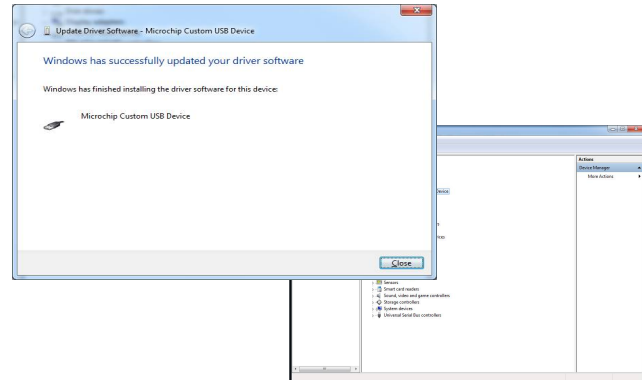 Update Driver Software - Microchip Custom USB Device
Windows has successfully updated your driver software
Windows has finished installing the driver software for this device:
Microchip Custom USB Device
Close
Device
Actions
Device Manager
More Actions
Sensors
Smart card readers
Sound, video and game controllers
Storage controllers
System devices
Universal Serial Bus controllers